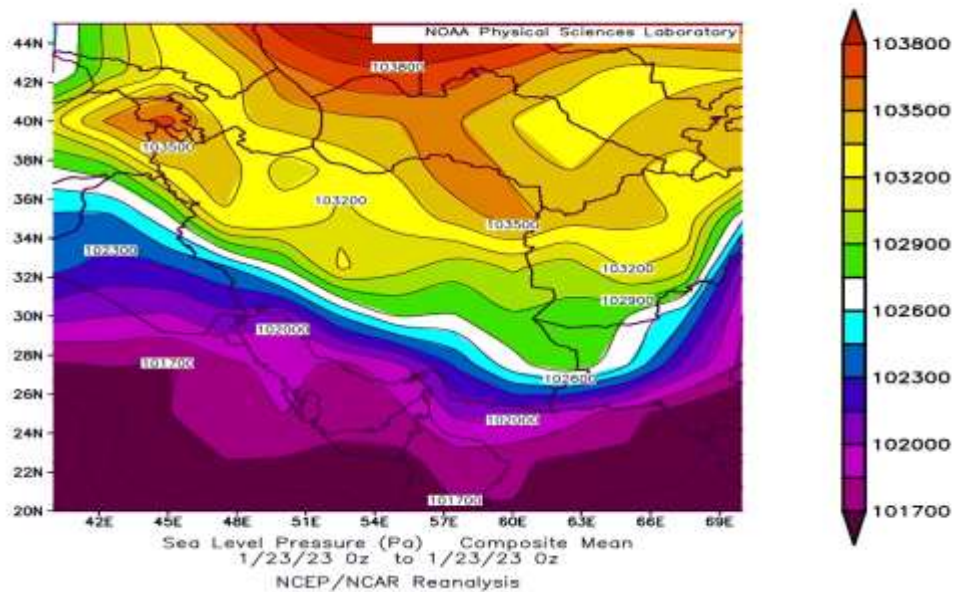 NOAA Physical Sciences Laboratory
44N
42N
40N
38N
36N
34N
32N
30N
28N
26N
24N
22N
20N
103800
103500
103200
103500
102300
103200
102900
102000
101700
102600
102000
101700
42E 45E 48E 51E 54E 57E 60E 63E 66E 69E
Sea Level Pressure (Pa) Composite Mean
1/23/23 0z to 1/23/23 0z
NCEP/NCAR Reanalysis
103800
103500
103200
102900
102600
102300
102000
101700